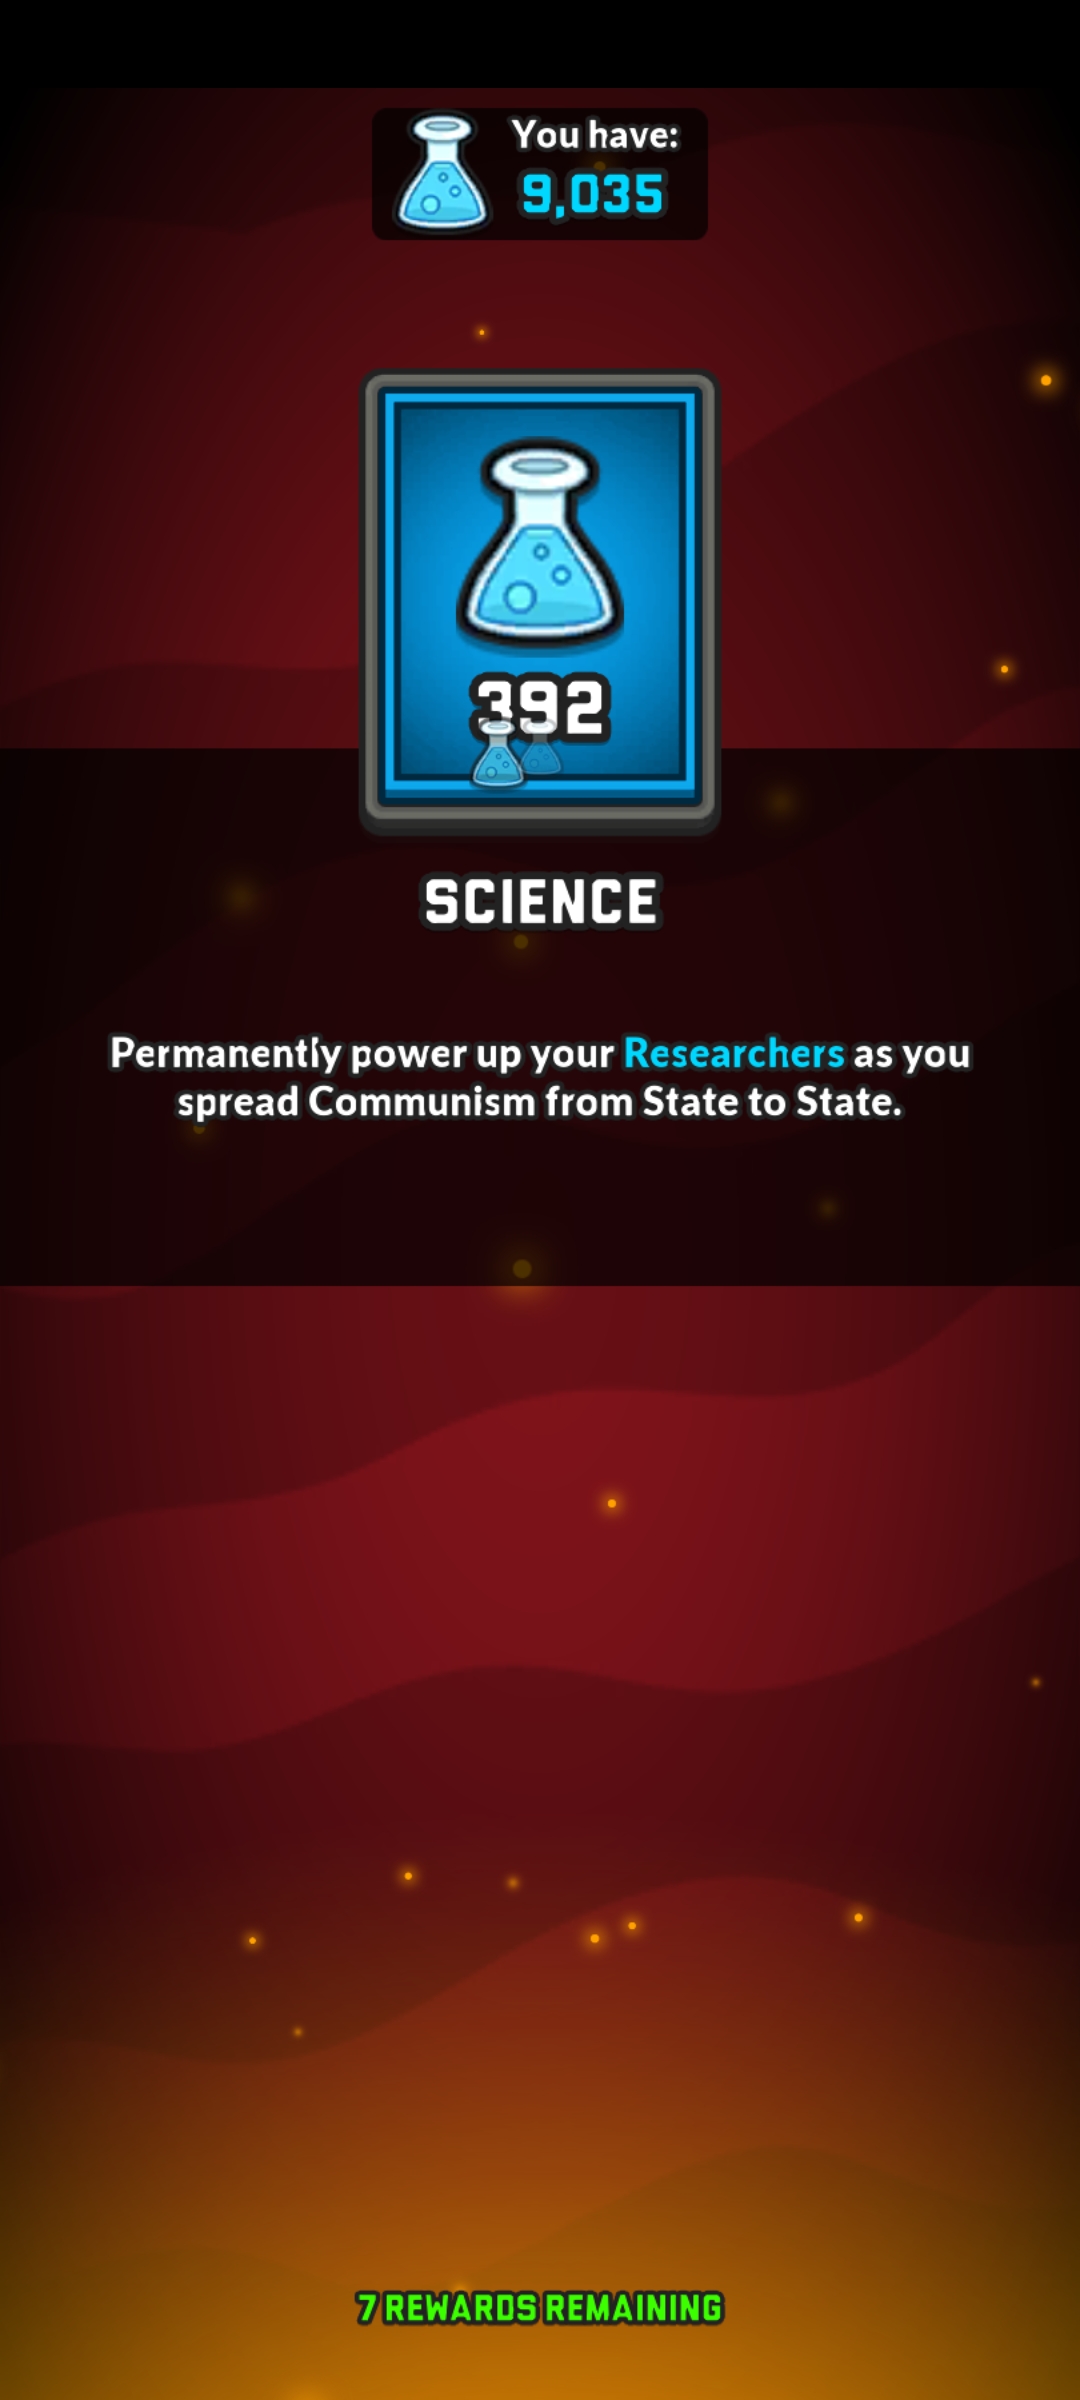 You have:
9,035
392
SCIENCE
Permanently power up your Researchers as you
spread Communism from State to State.
7 REWARDS REMAINING